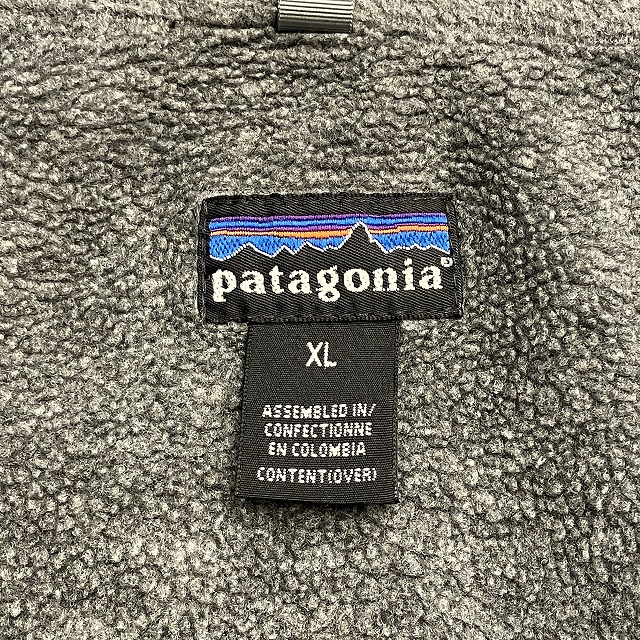 patagonia®
XL
ASSEMBLED IN/
CONFECTIONNE
EN COLOMBIA
CONTENT(OVER)